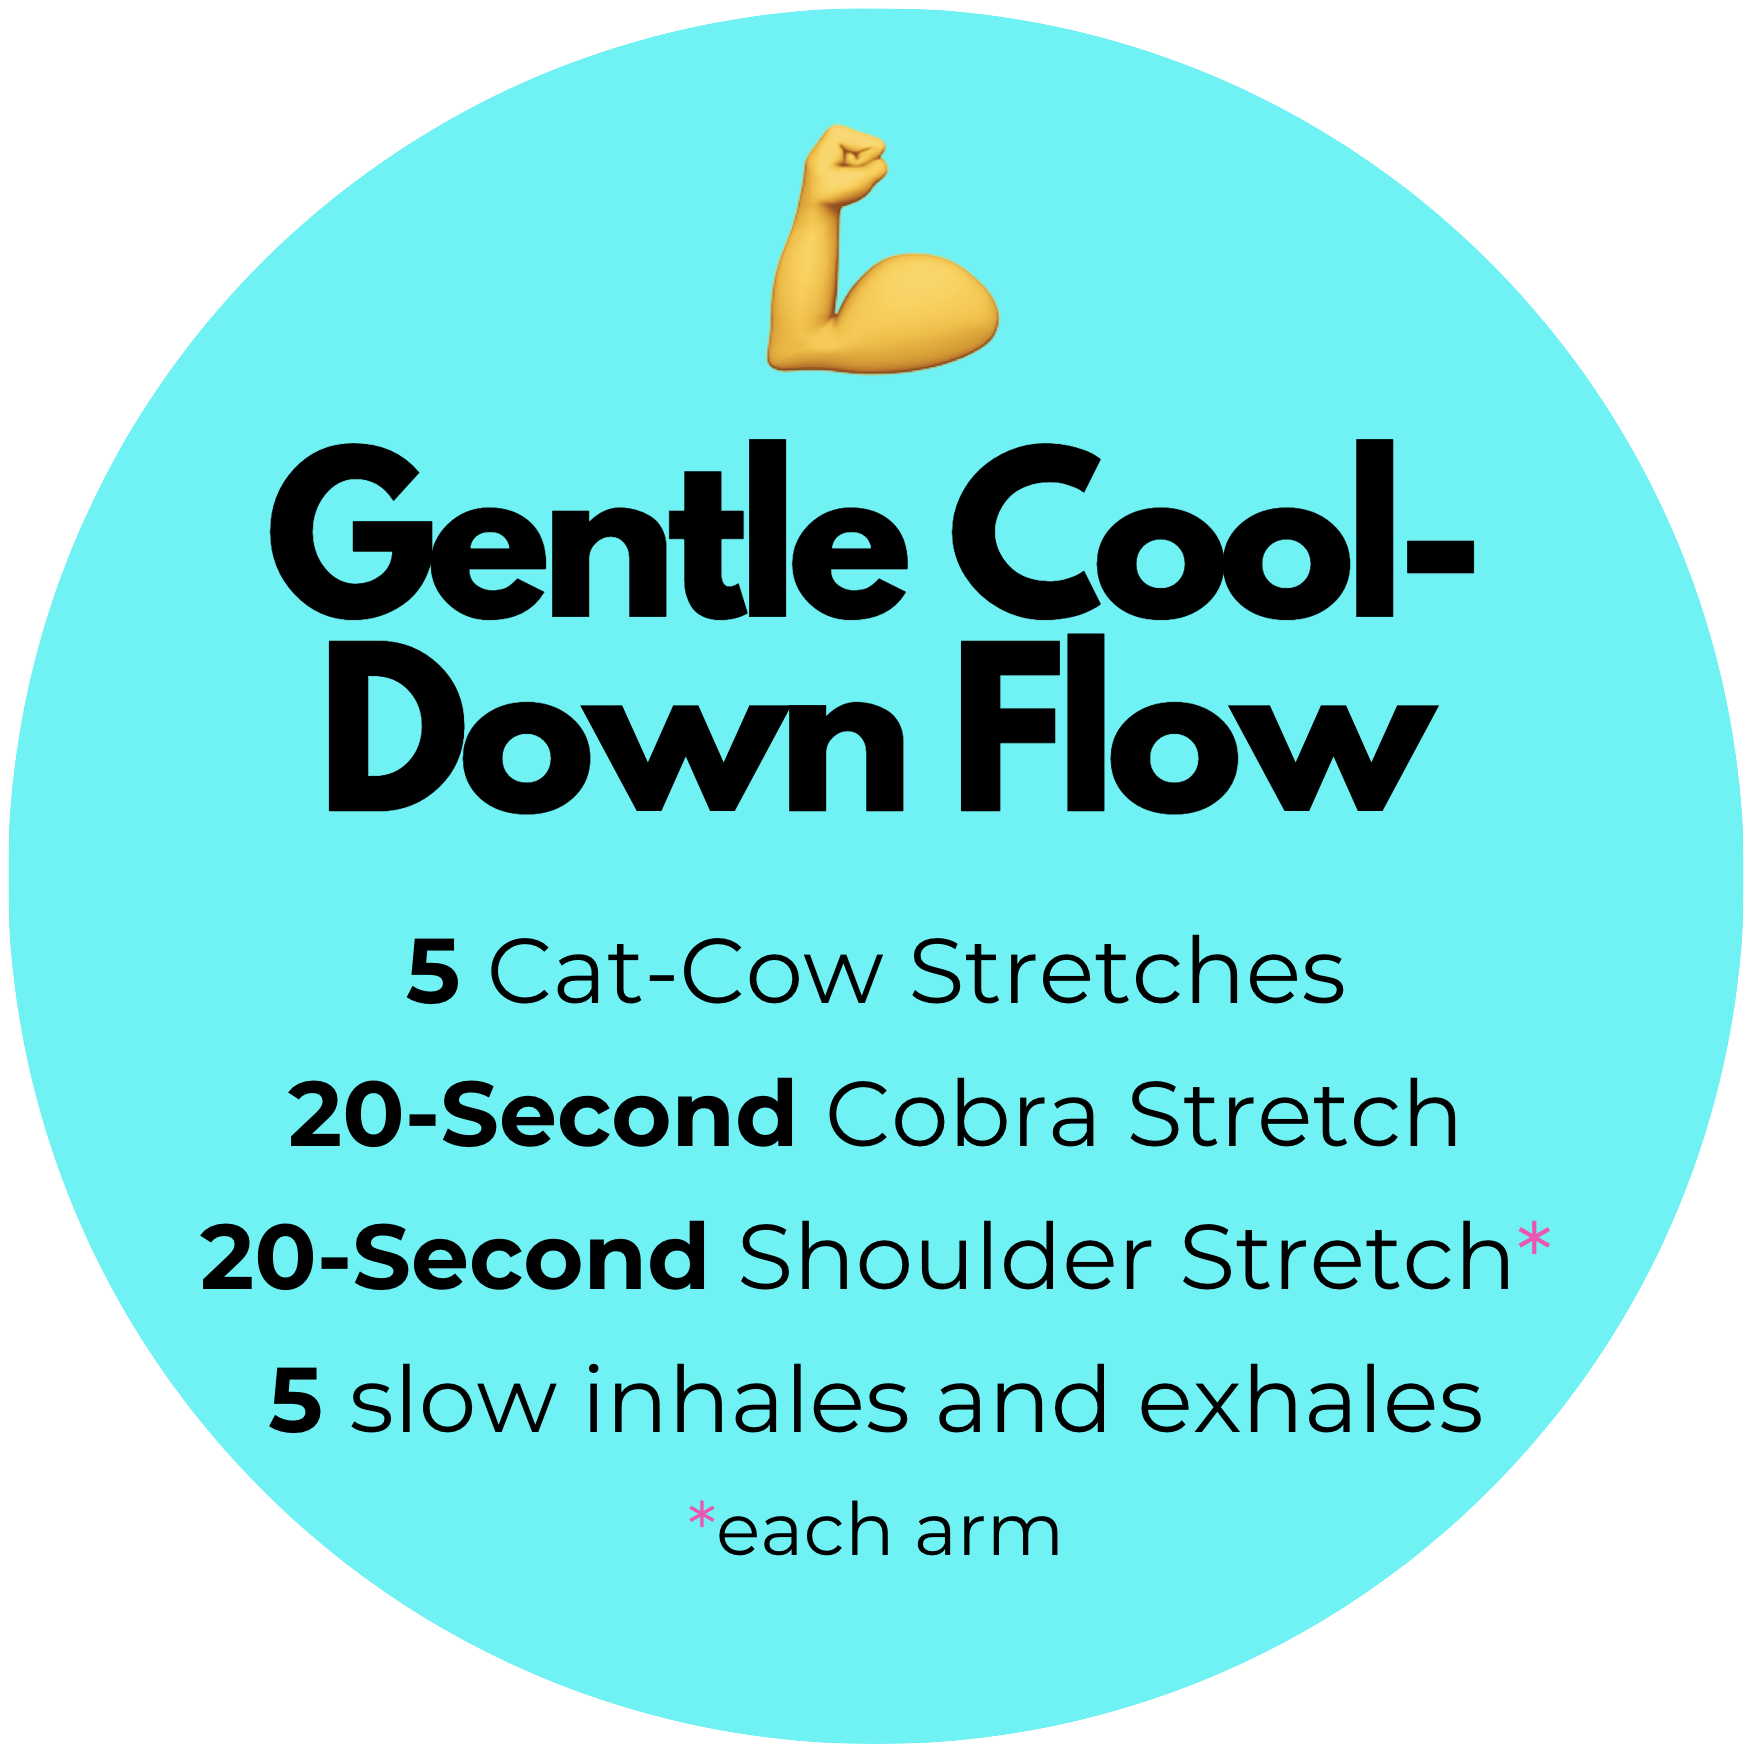 Gentle Cool-
Down Flow
5 Cat-Cow Stretches
20-Second Cobra Stretch
20-Second Shoulder Stretch*
5 slow inhales and exhales
*each arm